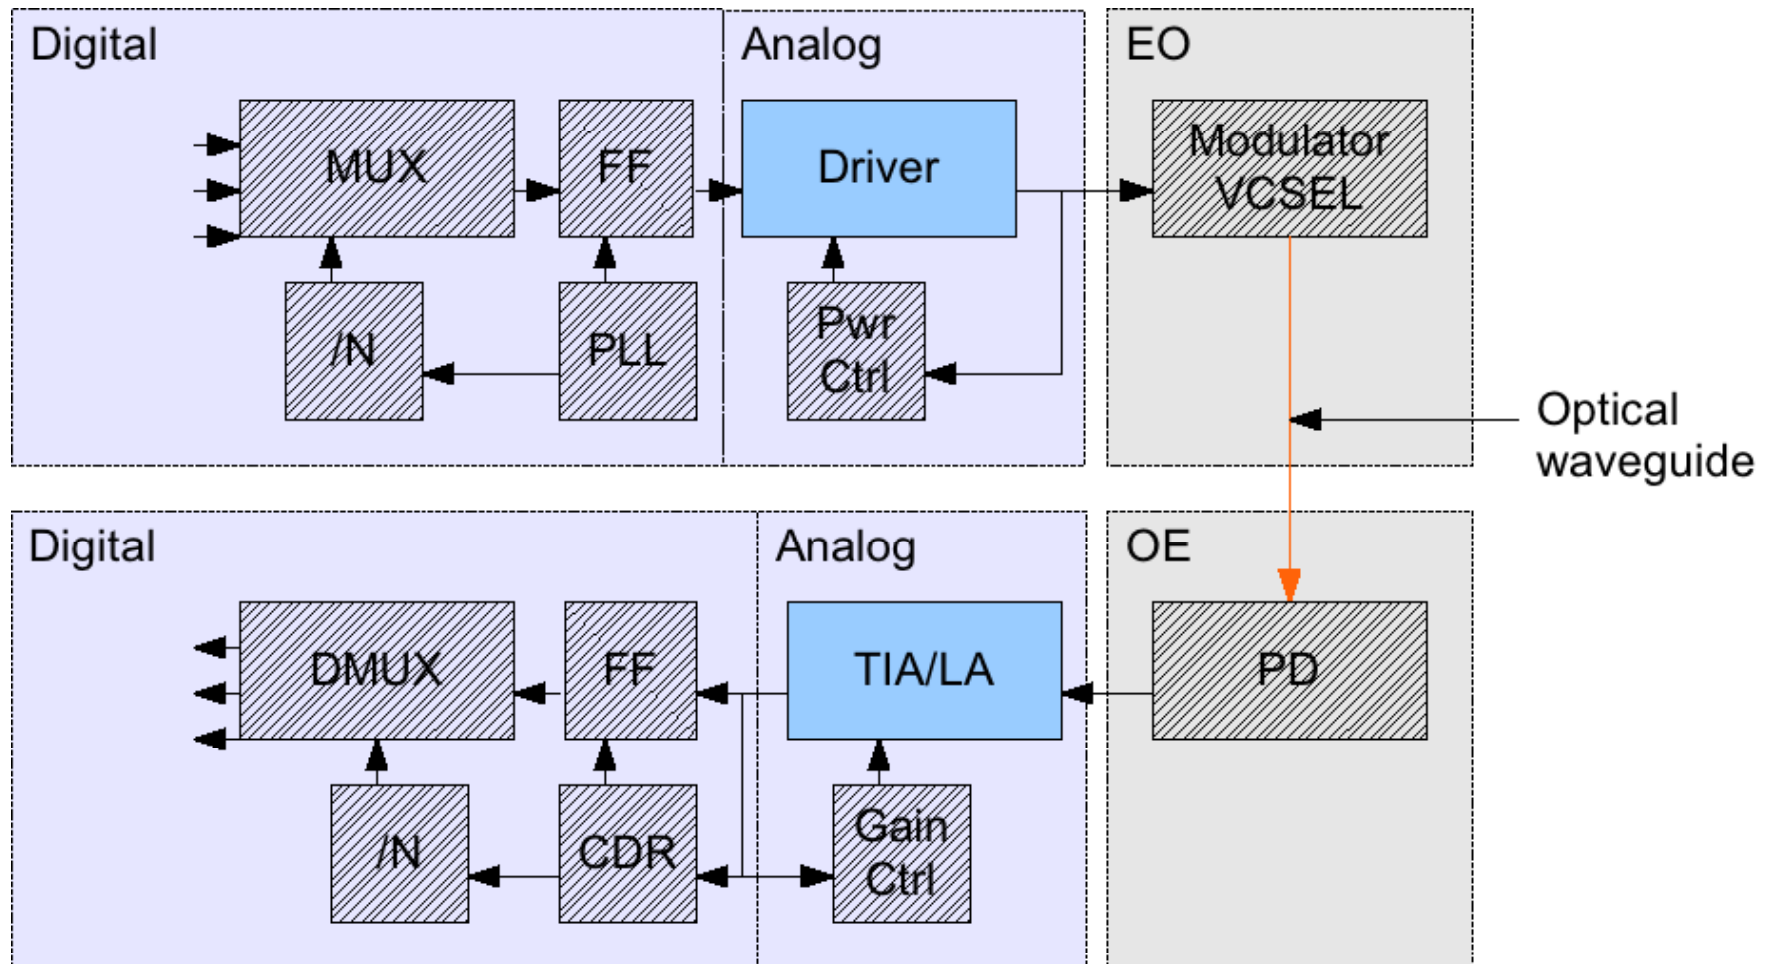 Digital
Analog
EO
MUX
FF
Driver
Modulator
VCSEL
/N
PLL
Pwr
Ctrl
Optical
waveguide
Digital
Analog
OE
DMUX
FF
TIA/LA
PD
/N
CDR
Gain
Ctrl